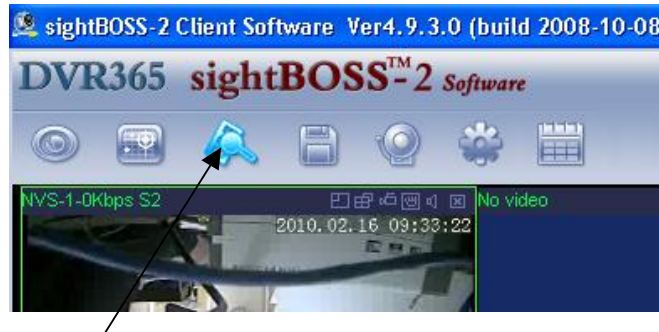 sightBOSS-2 Client Software Ver4.9.3.0 (build 2008-10-08
DVR365 sightBOSS™-2 Software
NVS-1-0Kbps S2
No video
2010.02.16 09:33:22